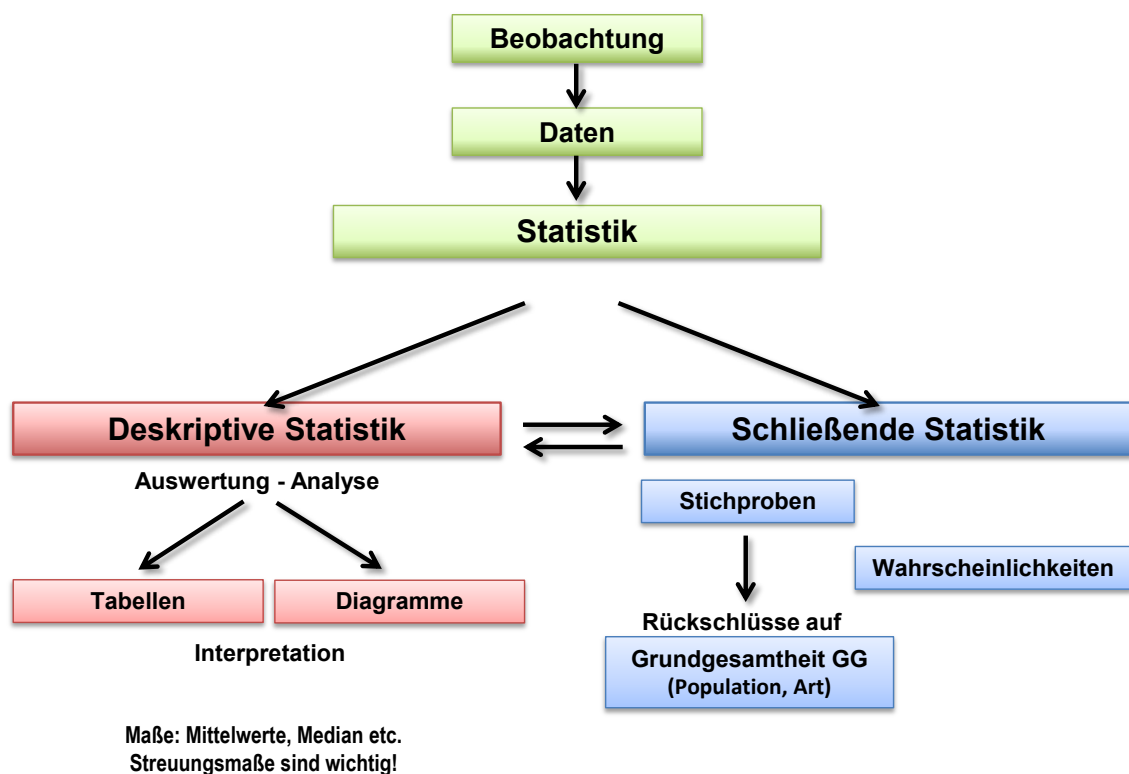 Beobachtung
Daten
Statistik
Deskriptive Statistik
Auswertung - Analyse
Tabellen
Diagramme
Interpretation
Maße: Mittelwerte, Median etc.
Streuungsmaße sind wichtig!
Schließende Statistik
Stichproben
Wahrscheinlichkeiten
Rückschlüsse auf
Grundgesamtheit GG
(Population, Art)